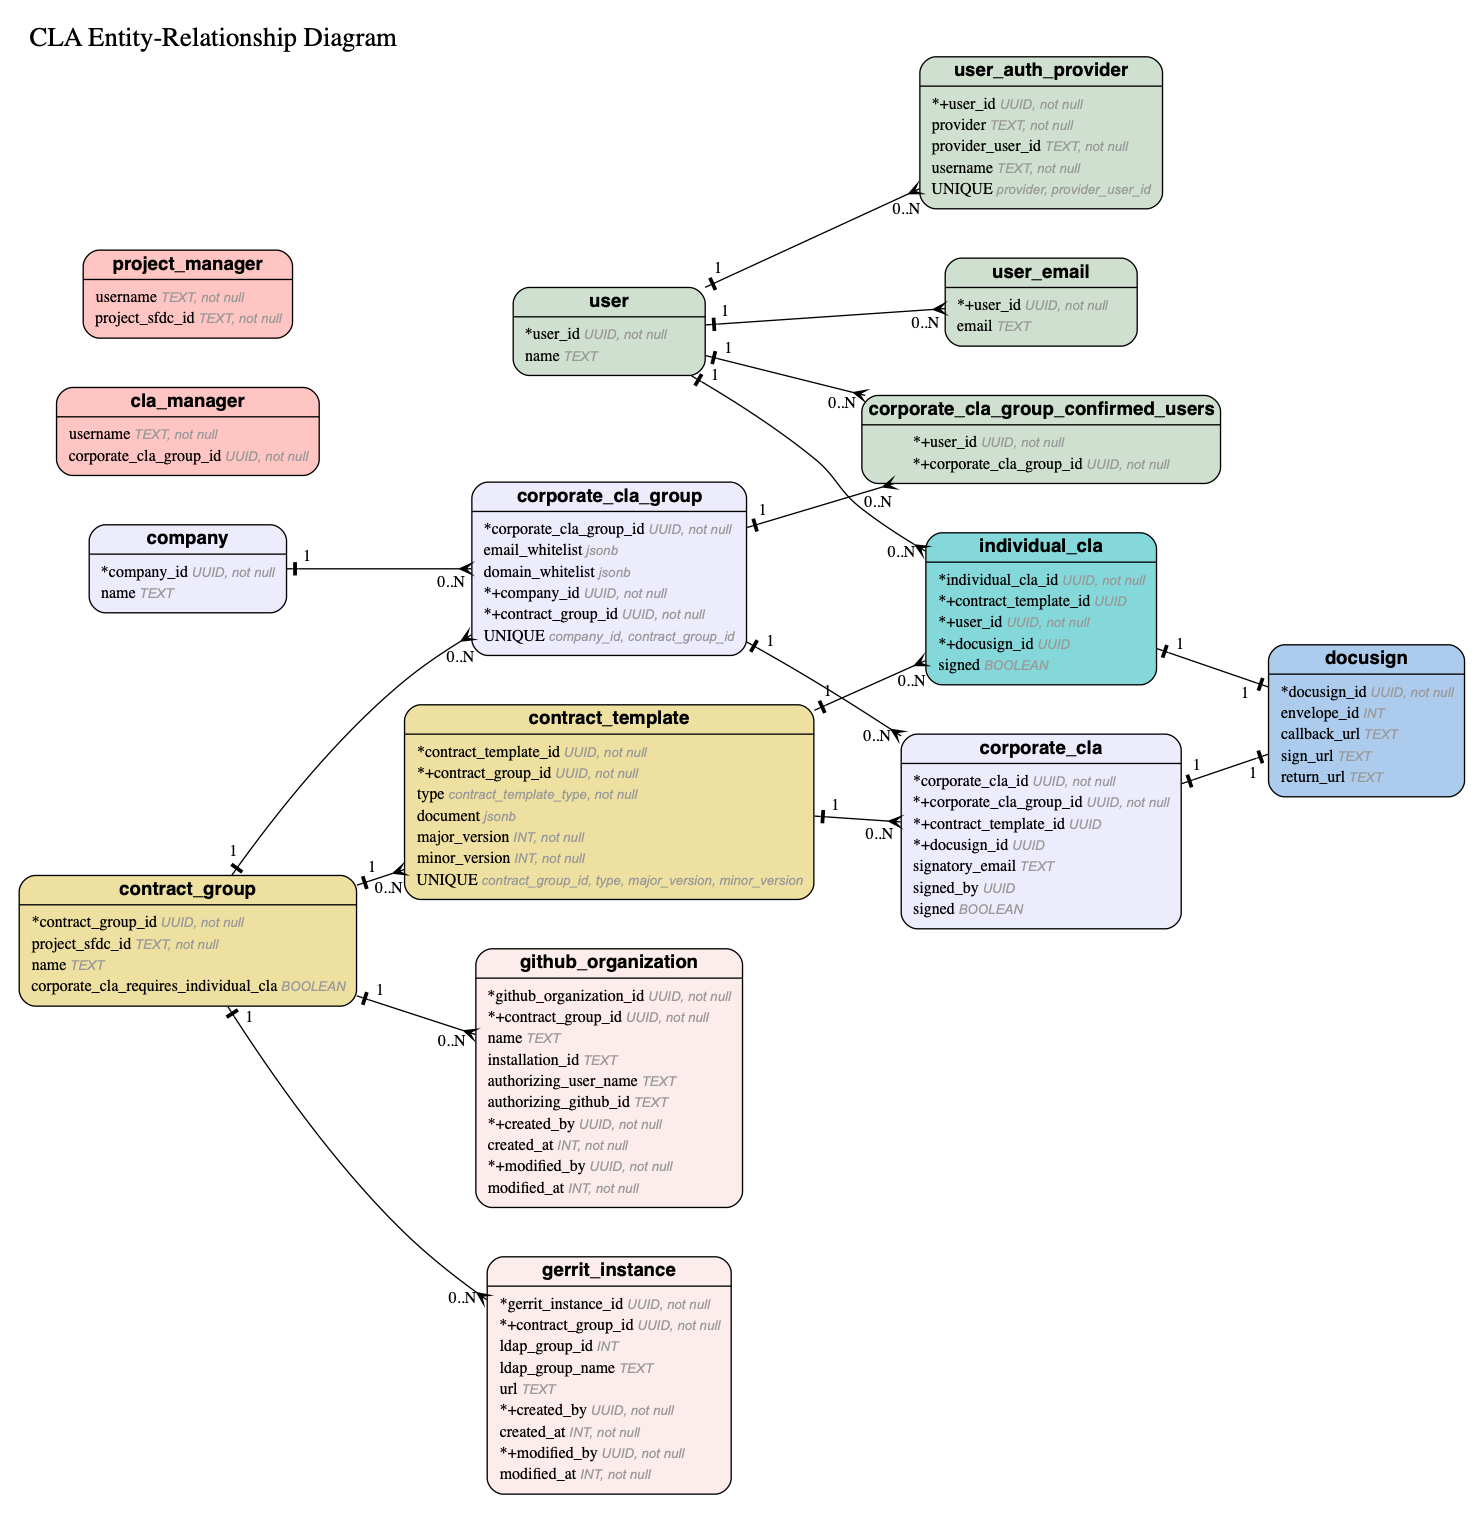 CLA Entity-Relationship Diagram
user_auth_provider
*+user_id UUID, not null
provider TEXT, not null
provider_user_id TEXT, not null
username TEXT, not null
UNIQUE provider, provider_user_id
0..N
1
project_manager
username TEXT, not null
project_sfdc_id TEXT, not null
user
*user_id UUID, not null
name TEXT
1
0..N
user_email
*+user_id UUID, not null
email TEXT
1
0..N
1
cla_manager
username TEXT, not null
corporate_cla_group_id UUID, not null
corporate_cla_group_confirmed_users
*+user_id UUID, not null
*+corporate_cla_group_id UUID, not null
0..N
1
company
*company_id UUID, not null
name TEXT
1
0..N
corporate_cla_group
*corporate_cla_group_id UUID, not null
email_whitelist jsonb
domain_whitelist jsonb
*+company_id UUID, not null
*+contract_group_id UUID, not null
UNIQUE company_id, contract_group_id
0..N
1
0..N
individual_cla
*individual_cla_id UUID, not null
*+contract_template_id UUID
*+user_id UUID, not null
*+docusign_id UUID
signed BOOLEAN
0..N
1
1
1
docusign
*docusign_id UUID, not null
envelope_id INT
callback_url TEXT
sign_url TEXT
return_url TEXT
contract_template
*contract_template_id UUID, not null
*+contract_group_id UUID, not null
type contract_template_type, not null
document jsonb
major_version INT, not null
minor_version INT, not null
UNIQUE contract_group_id, type, major_version, minor_version
0..N
1
0..N
corporate_cla
*corporate_cla_id UUID, not null
*+corporate_cla_group_id UUID, not null
*+contract_template_id UUID
*+docusign_id UUID
signatory_email TEXT
signed_by UUID
signed BOOLEAN
1
1
1
1
0..N
contract_group
*contract_group_id UUID, not null
project_sfdc_id TEXT, not null
name TEXT
corporate_cla_requires_individual_cla BOOLEAN
1
0..N
1
github_organization
*github_organization_id UUID, not null
*+contract_group_id UUID, not null
name TEXT
installation_id TEXT
authorizing_user_name TEXT
authorizing_github_id TEXT
*+created_by UUID, not null
created_at INT, not null
*+modified_by UUID, not null
modified_at INT, not null
0..N
gerrit_instance
*gerrit_instance_id UUID, not null
*+contract_group_id UUID, not null
ldap_group_id INT
ldap_group_name TEXT
url TEXT
*+created_by UUID, not null
created_at INT, not null
*+modified_by UUID, not null
modified_at INT, not null